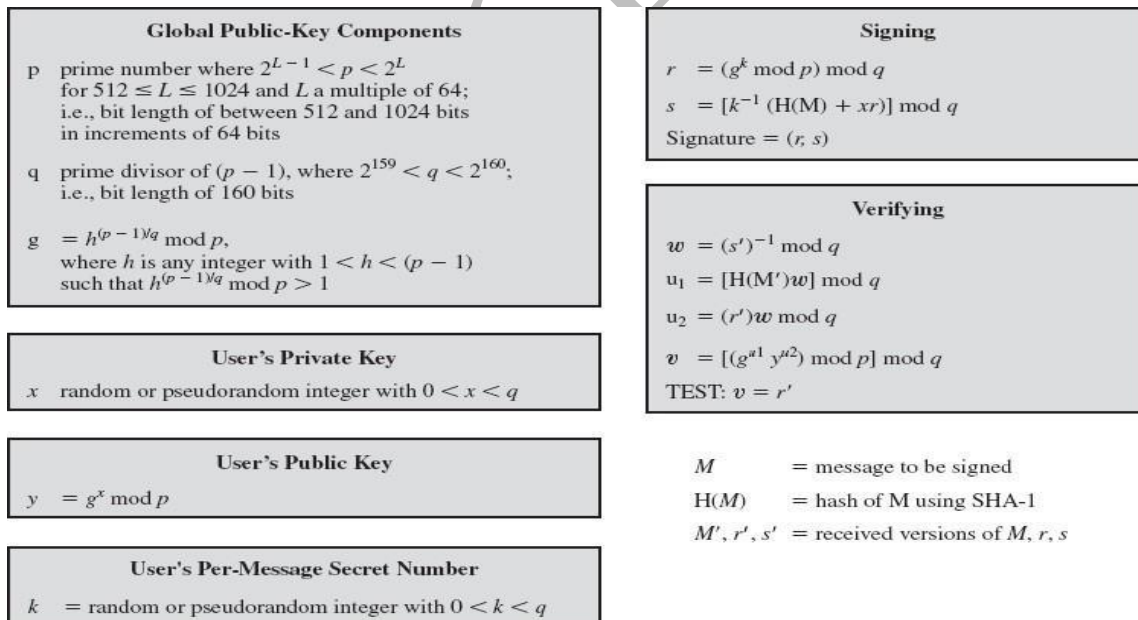 Global Public-Key Components
p prime number where 2^{L − 1} < p < 2^L
for 512 ≤ L ≤ 1024 and L a multiple of 64;
i.e., bit length of between 512 and 1024 bits
in increments of 64 bits
q prime divisor of (p − 1), where 2^{159} < q < 2^{160};
i.e., bit length of 160 bits
g = h^{(p − 1)/q} mod p,
where h is any integer with 1 < h < (p − 1)
such that h^{(p − 1)/q} mod p > 1
User's Private Key
x random or pseudorandom integer with 0 < x < q
User's Public Key
y = g^x mod p
User's Per-Message Secret Number
k = random or pseudorandom integer with 0 < k < q
Signing
r = (g^k mod p) mod q
s = [k^{−1} (H(M) + xr)] mod q
Signature = (r, s)
Verifying
w = (s′)^{−1} mod q
u_1 = [H(M′)w] mod q
u_2 = (r′)w mod q
v = [(g^{u1} y^{u2}) mod p] mod q
TEST: v = r′
M = message to be signed
H(M) = hash of M using SHA-1
M′, r′, s′ = received versions of M, r, s